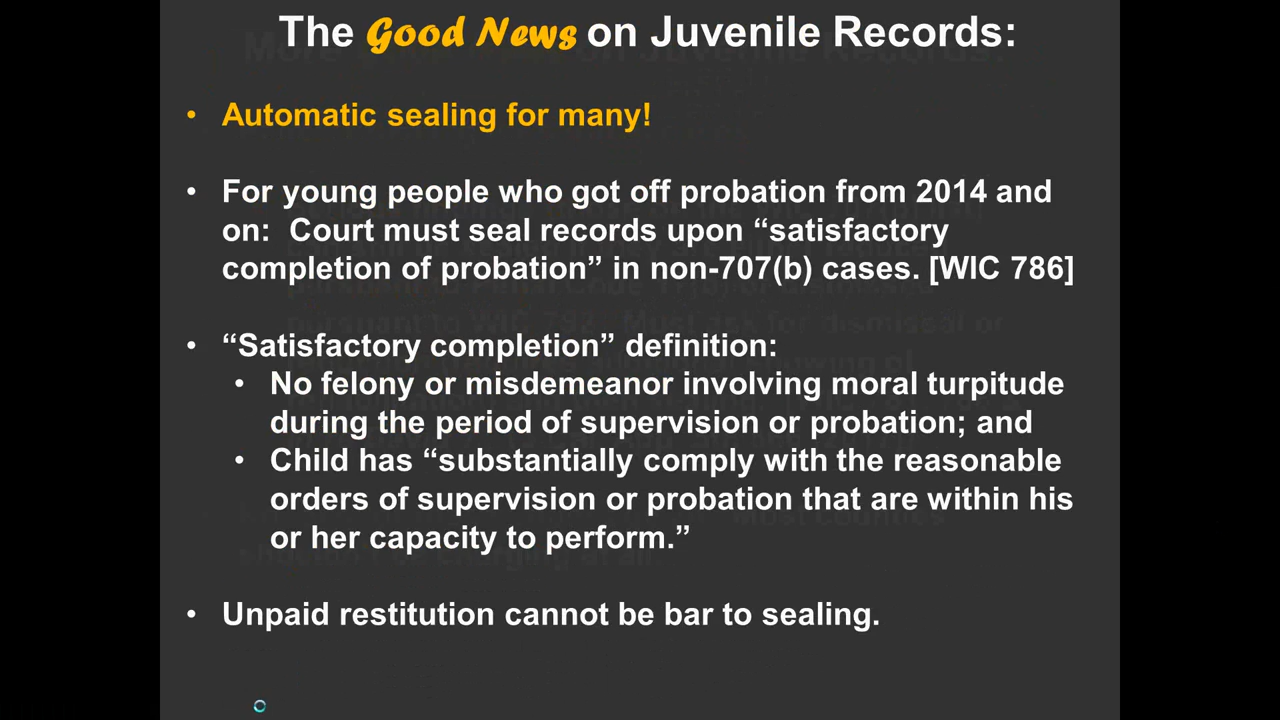 The Good News on Juvenile Records:
• Automatic sealing for many!
• For young people who got off probation from 2014 and
on: Court must seal records upon “satisfactory
completion of probation” in non-707(b) cases. [WIC 786]
• “Satisfactory completion” definition:
• No felony or misdemeanor involving moral turpitude
during the period of supervision or probation; and
• Child has “substantially comply with the reasonable
orders of supervision or probation that are within his
or her capacity to perform.”
• Unpaid restitution cannot be bar to sealing.